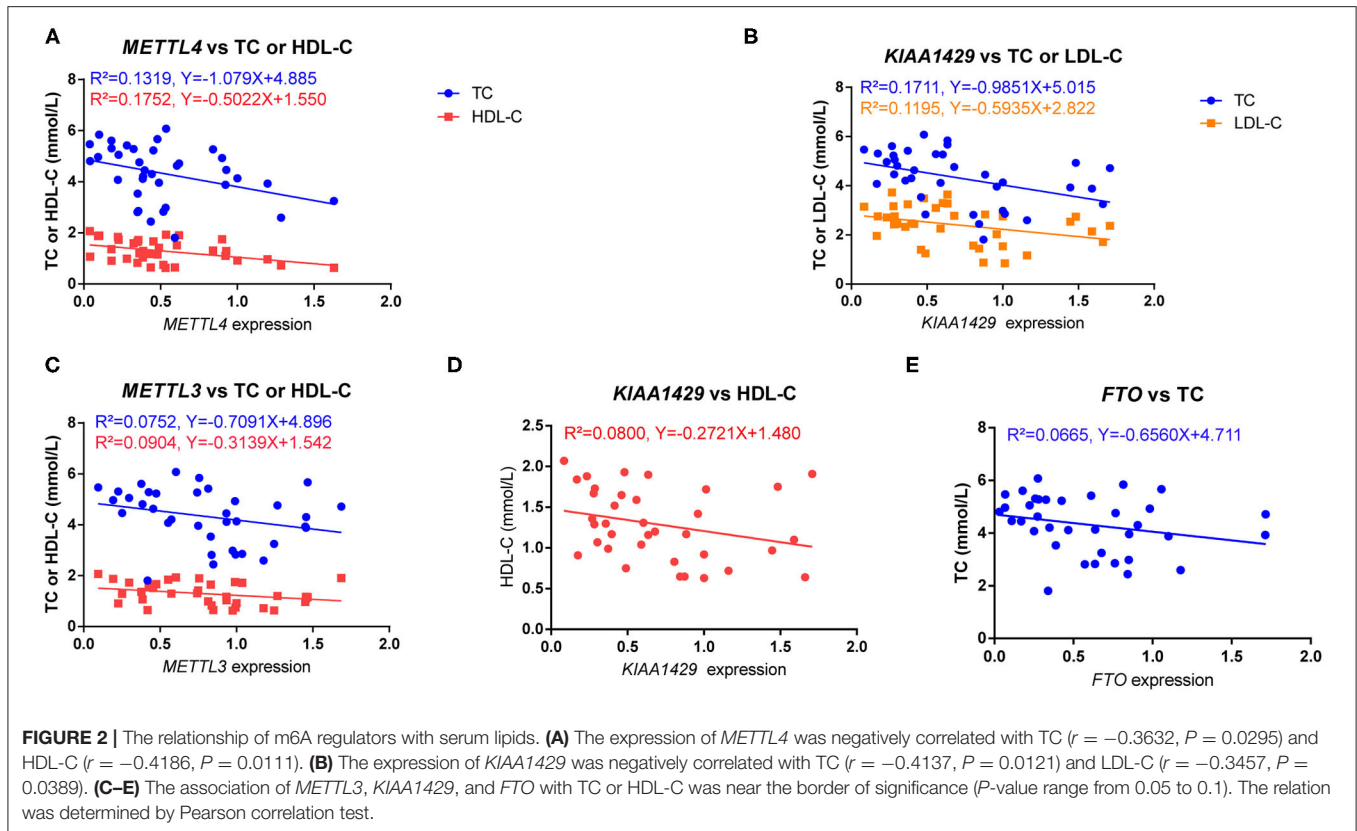 A
METTL4 vs TC or HDL-C
R²=0.1319, Y=-1.079X+4.885
R²=0.1752, Y=-0.5022X+1.550
TC
HDL-C
TC or HDL-C (mmol/L)
8
6
4
2
0
0.0 0.5 1.0 1.5 2.0
METTL4 expression
B
KIAA1429 vs TC or LDL-C
R²=0.1711, Y=-0.9851X+5.015
R²=0.1195, Y=-0.5935X+2.822
TC
LDL-C
TC or LDL-C (mmol/L)
8
6
4
2
0
0.0 0.5 1.0 1.5 2.0
KIAA1429 expression
C
METTL3 vs TC or HDL-C
R²=0.0752, Y=-0.7091X+4.896
R²=0.0904, Y=-0.3139X+1.542
TC or HDL-C (mmol/L)
8
6
4
2
0
0.0 0.5 1.0 1.5 2.0
METTL3 expression
D
KIAA1429 vs HDL-C
R²=0.0800, Y=-0.2721X+1.480
HDL-C (mmol/L)
2.5
2.0
1.5
1.0
0.5
0.0
0.0 0.5 1.0 1.5 2.0
KIAA1429 expression
E
FTO vs TC
R²=0.0665, Y=-0.6560X+4.711
TC (mmol/L)
8
6
4
2
0
0.0 0.5 1.0 1.5 2.0
FTO expression
FIGURE 2 | The relationship of m6A regulators with serum lipids. (A) The expression of METTL4 was negatively correlated with TC (r = −0.3632, P = 0.0295) and
HDL-C (r = −0.4186, P = 0.0111). (B) The expression of KIAA1429 was negatively correlated with TC (r = −0.4137, P = 0.0121) and LDL-C (r = −0.3457, P =
0.0389). (C–E) The association of METTL3, KIAA1429, and FTO with TC or HDL-C was near the border of significance (P-value range from 0.05 to 0.1). The relation
was determined by Pearson correlation test.